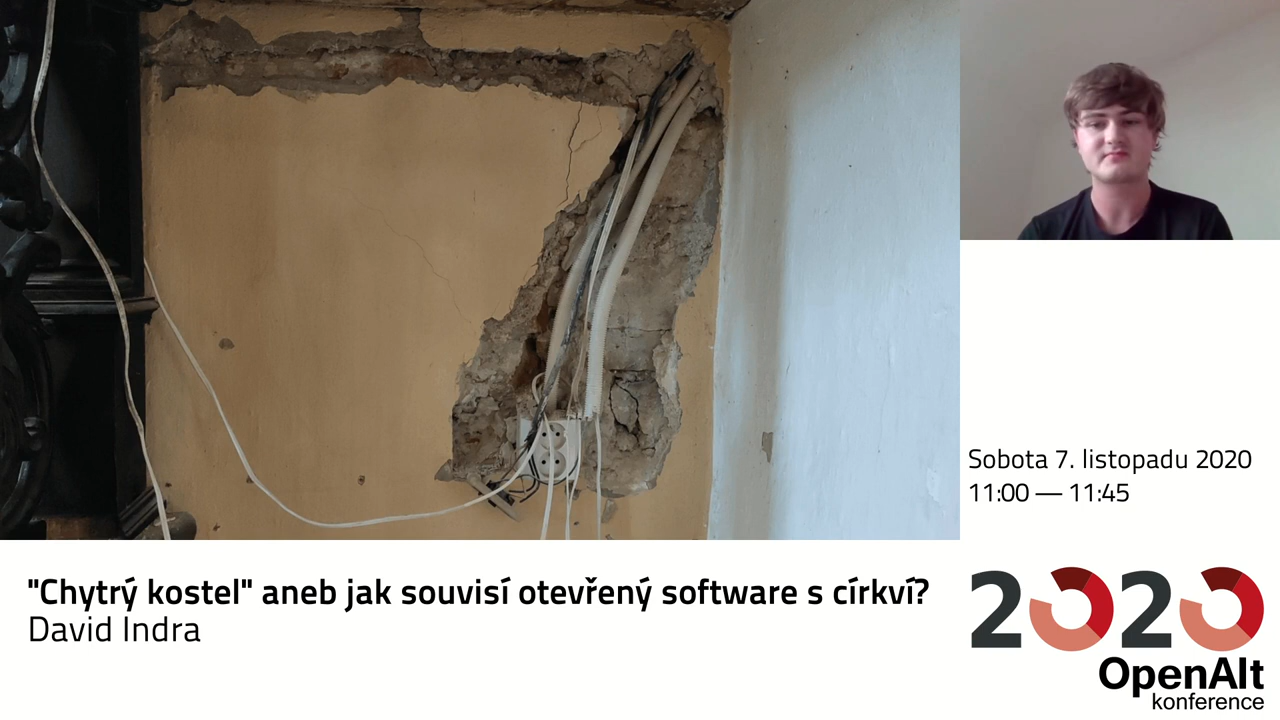 Sobota 7. listopadu 2020
11:00 — 11:45
"Chytrý kostel" aneb jak souvisí otevřený software s církví?
David Indra
2020
OpenAlt
konference